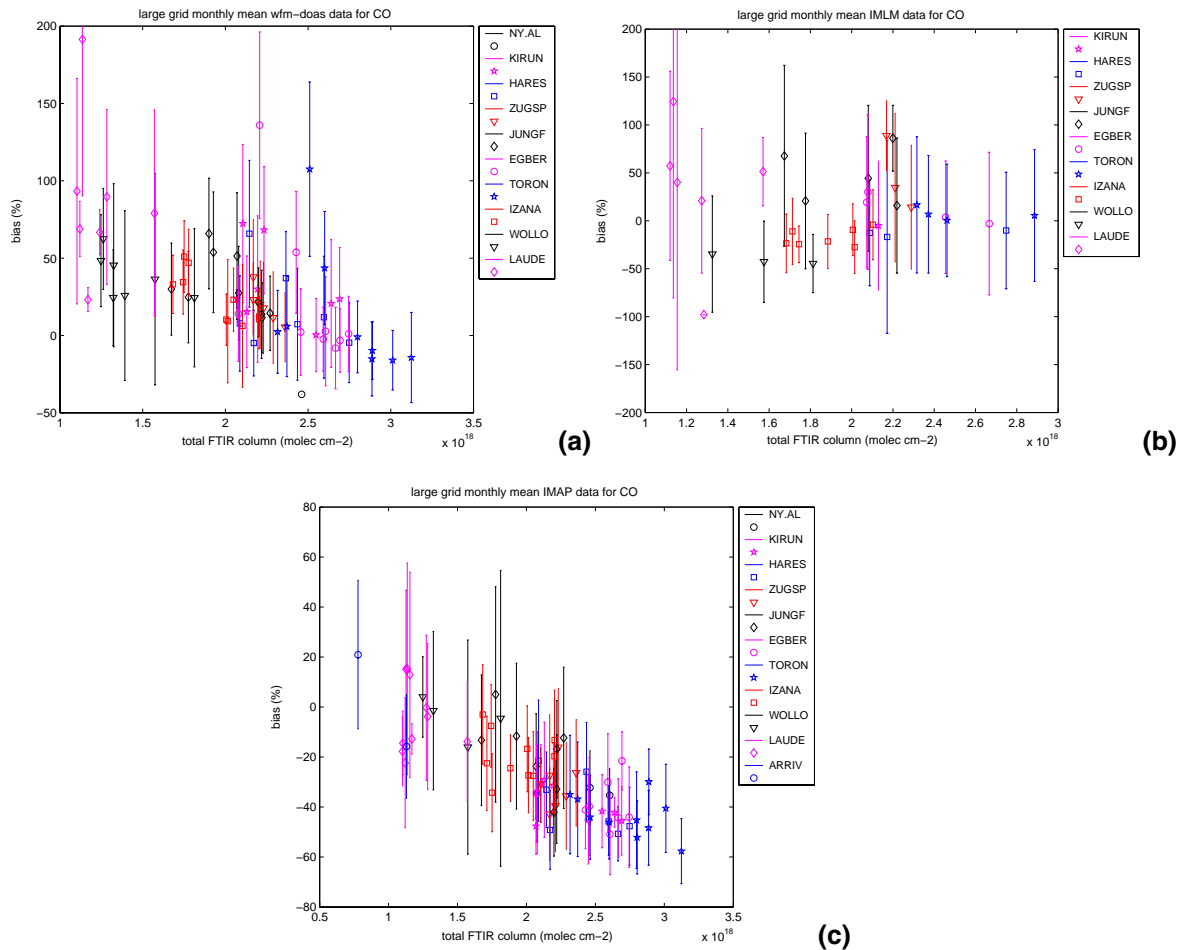 large grid monthly mean wfm−doas data for CO
200
150
100
50
0
−50
bias (%)
1
1.5
2
2.5
3
3.5
total FTIR column (molec cm−2)
x 10^18
NY.AL
KIRUN
HARES
ZUGSP
JUNGF
EGBER
TORON
IZANA
WOLLO
LAUDE
(a)
large grid monthly mean IMLM data for CO
200
150
100
50
0
−50
−100
−150
−200
bias (%)
1
1.2
1.4
1.6
1.8
2
2.2
2.4
2.6
2.8
3
total FTIR column (molec cm−2)
x 10^18
KIRUN
HARES
ZUGSP
JUNGF
EGBER
TORON
IZANA
WOLLO
LAUDE
(b)
large grid monthly mean IMAP data for CO
80
60
40
20
0
−20
−40
−60
−80
bias (%)
0.5
1
1.5
2
2.5
3
3.5
total FTIR column (molec cm−2)
x 10^18
NY.AL
KIRUN
HARES
ZUGSP
JUNGF
EGBER
TORON
IZANA
WOLLO
LAUDE
ARRIV
(c)